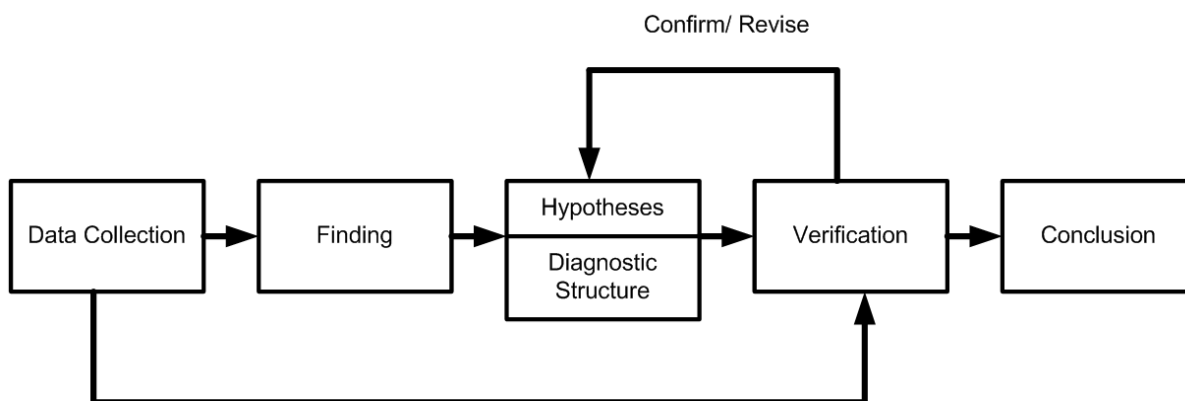 Confirm/ Revise
Data Collection
Finding
Hypotheses
Diagnostic
Structure
Verification
Conclusion